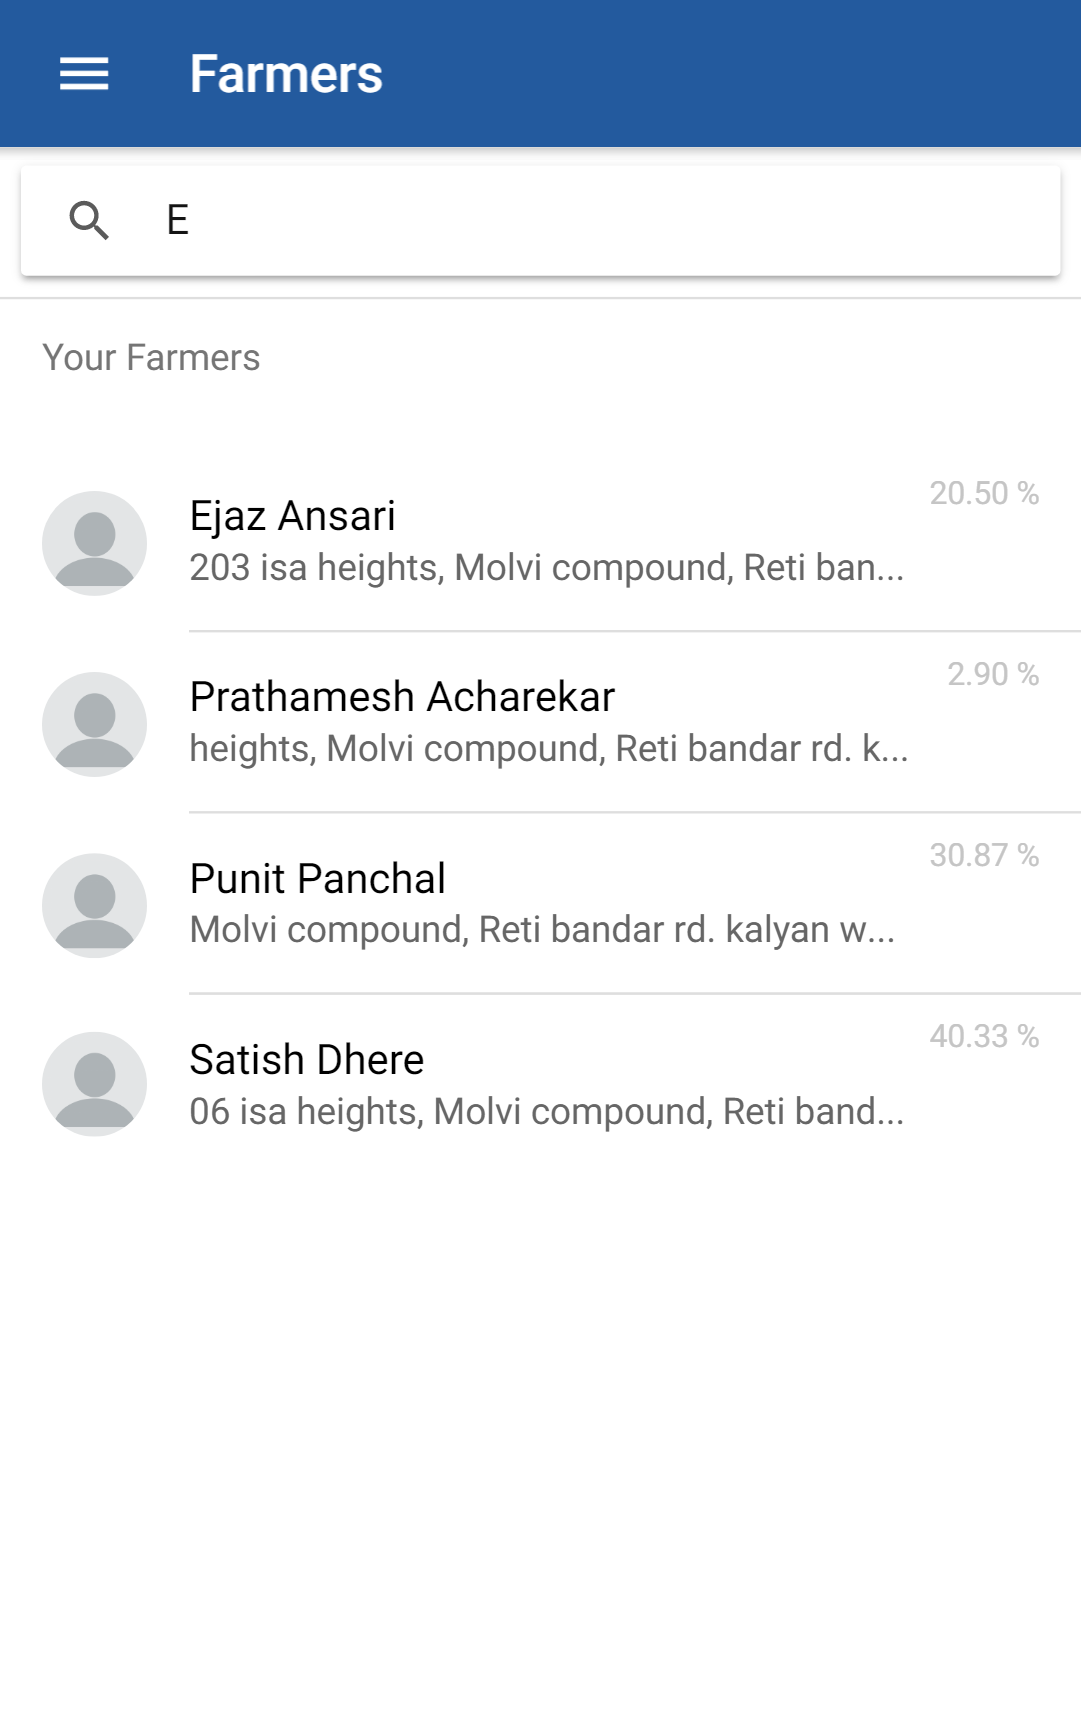 Farmers
E
Your Farmers
20.50 %
Ejaz Ansari
203 isa heights, Molvi compound, Reti ban...
2.90 %
Prathamesh Acharekar
heights, Molvi compound, Reti bandar rd. k...
30.87 %
Punit Panchal
Molvi compound, Reti bandar rd. kalyan w...
40.33 %
Satish Dhere
06 isa heights, Molvi compound, Reti band...